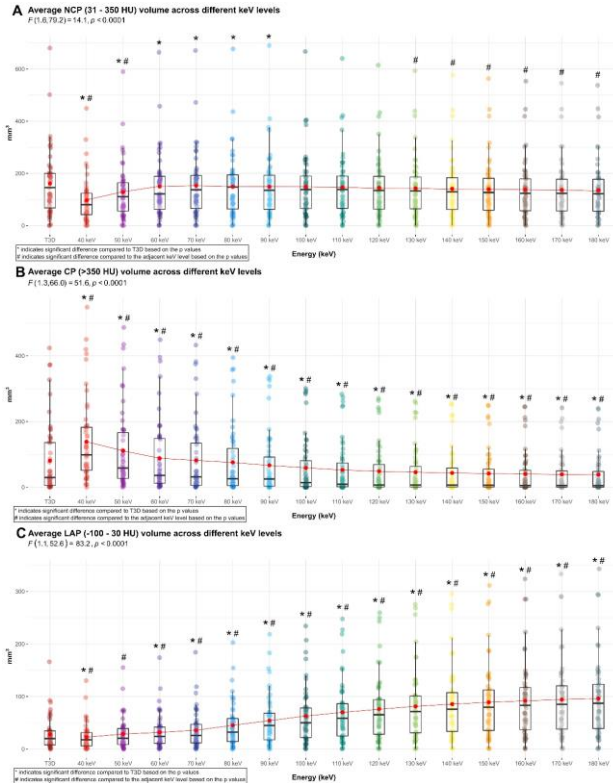 A Average NCP (31 - 350 HU) volume across different keV levels
F (1.6,79.2) = 14.1, p < 0.0001
* # * # * * * * # # # # # #
600
400
200
0
mm³
T3D 40 keV 50 keV 60 keV 70 keV 80 keV 90 keV 100 keV 110 keV 120 keV 130 keV 140 keV 150 keV 160 keV 170 keV 180 keV
Energy (keV)
* indicates significant difference compared to T3D based on the p values
# indicates significant difference compared to the adjacent keV level based on the p values
B Average CP (>350 HU) volume across different keV levels
F (1.3,66.0) = 51.6, p < 0.0001
* # * # * # * # * # * # * # * # * # * # * # * # * # * # * #
400
200
0
mm³
T3D 40 keV 50 keV 60 keV 70 keV 80 keV 90 keV 100 keV 110 keV 120 keV 130 keV 140 keV 150 keV 160 keV 170 keV 180 keV
Energy (keV)
* indicates significant difference compared to T3D based on the p values
# indicates significant difference compared to the adjacent keV level based on the p values
C Average LAP (-100 - 30 HU) volume across different keV levels
F (1.1,52.6) = 83.2, p < 0.0001
* # # * # * # * # * # * # * # * # * # * # * # * # * # * #
300
200
100
0
mm³
T3D 40 keV 50 keV 60 keV 70 keV 80 keV 90 keV 100 keV 110 keV 120 keV 130 keV 140 keV 150 keV 160 keV 170 keV 180 keV
Energy (keV)
* indicates significant difference compared to T3D based on the p values
# indicates significant difference compared to the adjacent keV level based on the p values